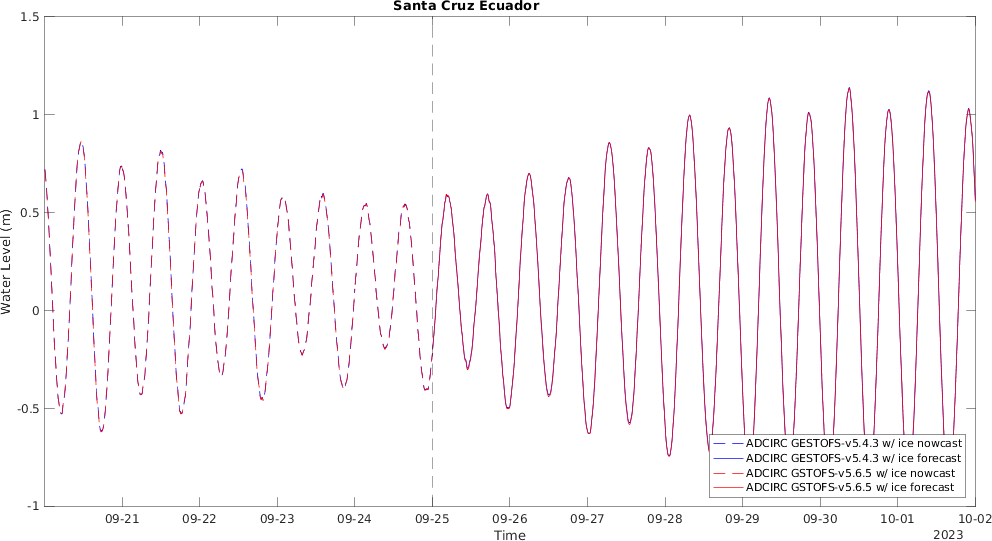 Santa Cruz Ecuador
1.5
1
0.5
0
-0.5
-1
Water Level (m)
ADCIRC GESTOFS-v5.4.3 w/ ice nowcast
ADCIRC GESTOFS-v5.4.3 w/ ice forecast
ADCIRC GSTOFS-v5.6.5 w/ ice nowcast
ADCIRC GSTOFS-v5.6.5 w/ ice forecast
09-21 09-22 09-23 09-24 09-25 09-26 09-27 09-28 09-29 09-30 10-01 10-02
Time
2023